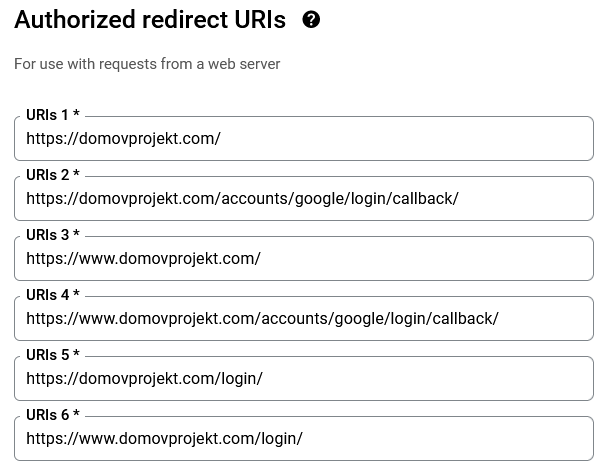 Authorized redirect URIs ?
For use with requests from a web server
URIs 1 *
https://domovprojekt.com/
URIs 2 *
https://domovprojekt.com/accounts/google/login/callback/
URIs 3 *
https://www.domovprojekt.com/
URIs 4 *
https://www.domovprojekt.com/accounts/google/login/callback/
URIs 5 *
https://domovprojekt.com/login/
URIs 6 *
https://www.domovprojekt.com/login/